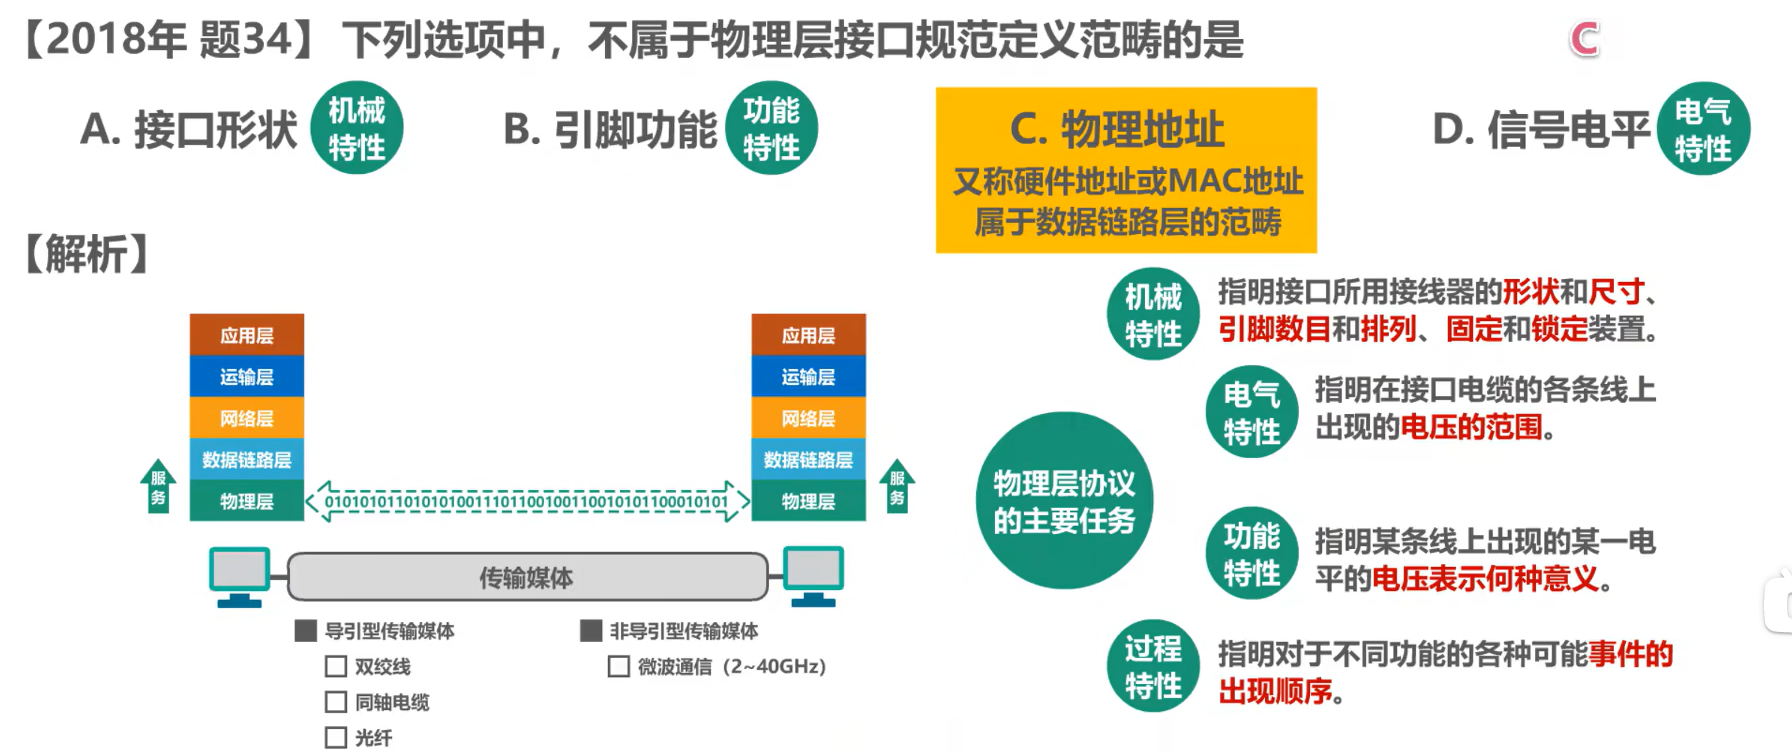 【2018年 题34】下列选项中，不属于物理层接口规范定义范畴的是
C
A. 接口形状
机械
特性
B. 引脚功能
功能
特性
C. 物理地址
又称硬件地址或MAC地址
属于数据链路层的范畴
D. 信号电平
电气
特性
【解析】
应用层
运输层
网络层
数据链路层
物理层
服务
应用层
运输层
网络层
数据链路层
物理层
服务
传输媒体
导引型传输媒体
双绞线
同轴电缆
光纤
非导引型传输媒体
微波通信（2~40GHz）
物理层协议
的主要任务
机械
特性
指明接口所用接线器的形状和尺寸、
引脚数目和排列、固定和锁定装置。
电气
特性
指明在接口电缆的各条线上
出现的电压的范围。
功能
特性
指明某条线上出现的某一电
平的电压表示何种意义。
过程
特性
指明对于不同功能的各种可能事件的
出现顺序。